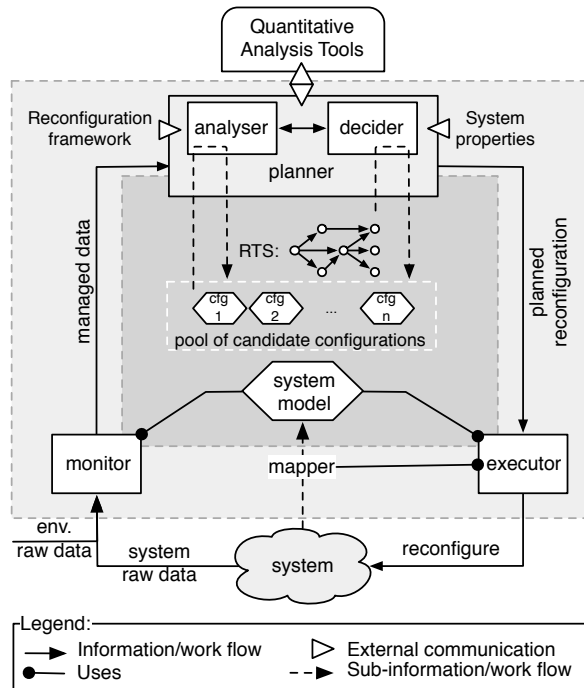 Quantitative
Analysis Tools
Reconfiguration
framework
analyser
decider
System
properties
planner
managed data
planned
reconfiguration
RTS:
cfg
1
cfg
2
...
cfg
n
pool of candidate configurations
system
model
monitor
mapper
executor
env.
raw data
system
raw data
system
reconfigure
Legend:
Information/work flow
External communication
Uses
Sub-information/work flow